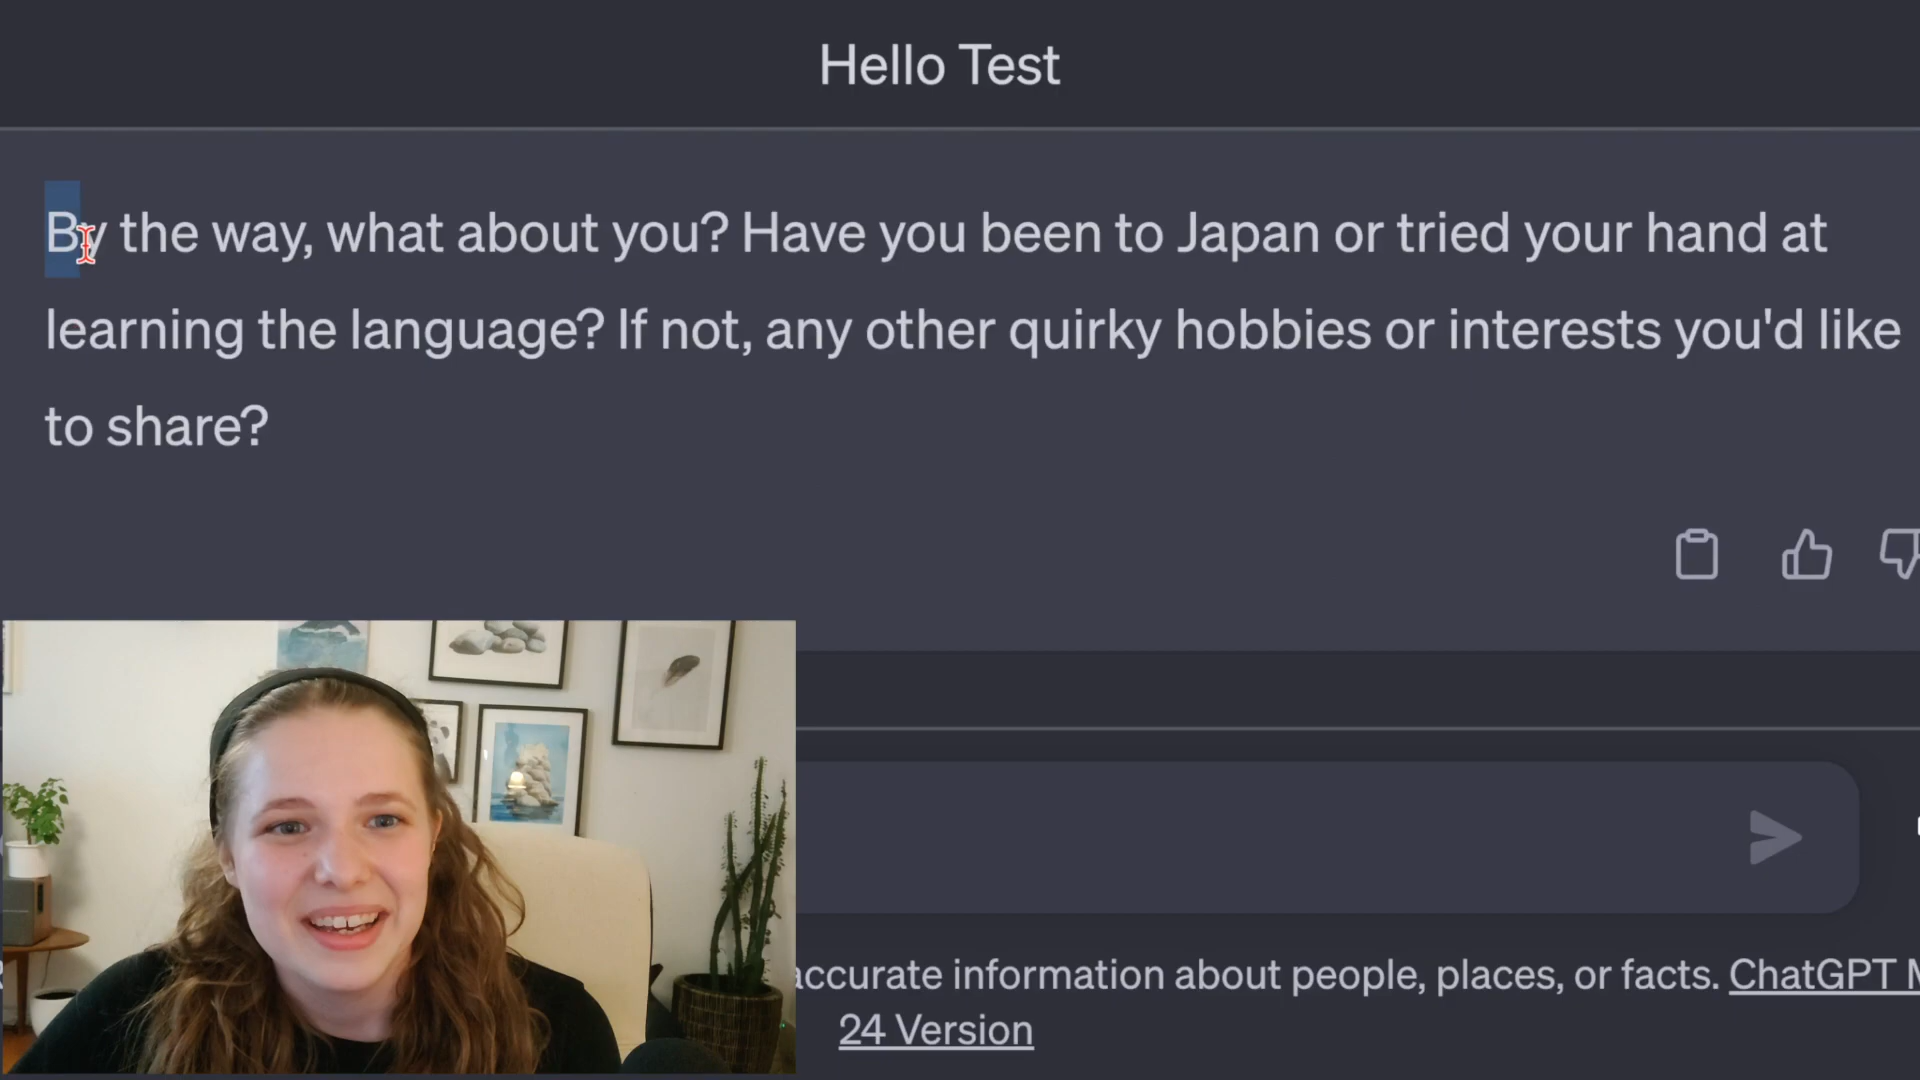 Hello Test
By the way, what about you? Have you been to Japan or tried your hand at
learning the language? If not, any other quirky hobbies or interests you'd like
to share?
accurate information about people, places, or facts. ChatGPT
24 Version